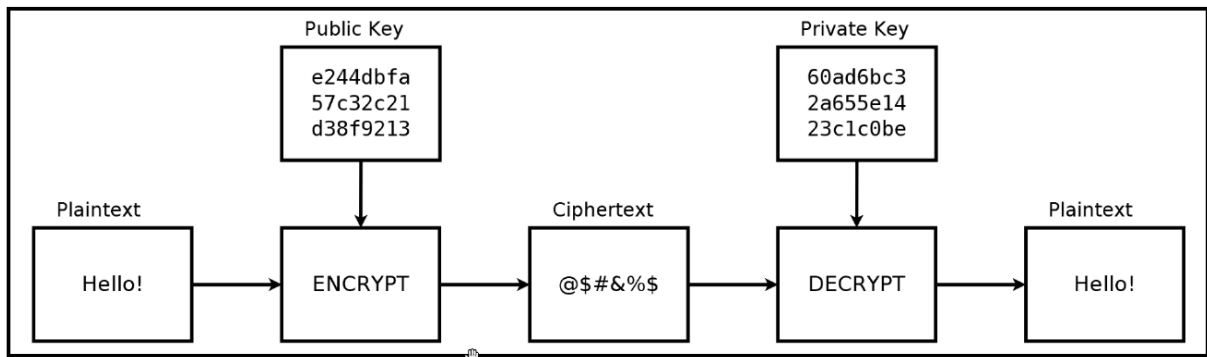 Public Key
Private Key
e244dbfa
57c32c21
d38f9213
60ad6bc3
2a655e14
23c1c0be
Plaintext
Ciphertext
Plaintext
Hello!
ENCRYPT
@$#&%$
DECRYPT
Hello!